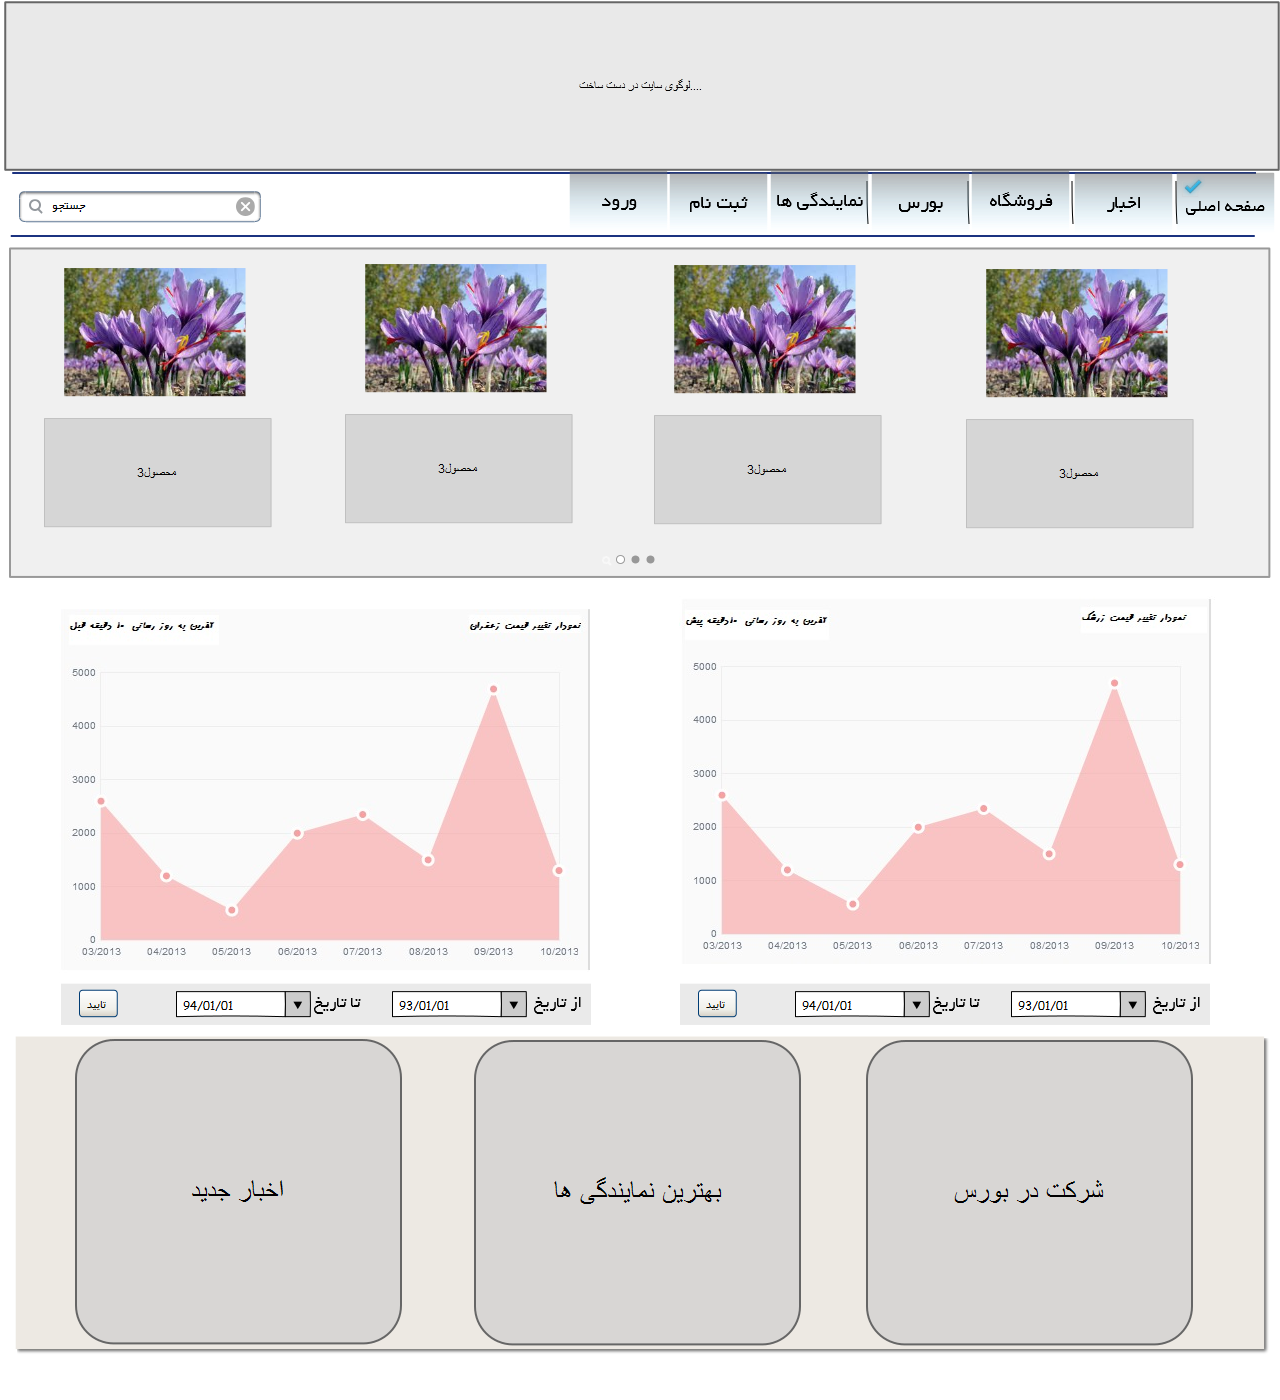 لوگوی سایت در دست ساخت....
صفحه اصلی
اخبار
فروشگاه
بورس
نمایندگی ها
ثبت نام
ورود
جستجو
محصول3
محصول3
محصول3
محصول3
نمودار تغییر قیمت زرشک
آخرین به روز رسانی ۱۰دقیقه پیش
5000
4000
3000
2000
1000
0
03/2013 04/2013 05/2013 06/2013 07/2013 08/2013 09/2013 10/2013
از تاریخ
93/01/01
تا تاریخ
94/01/01
تایید
نمودار تغییر قیمت زعفران
آخرین به روز رسانی ۱۰ دقیقه قبل
5000
4000
3000
2000
1000
0
03/2013 04/2013 05/2013 06/2013 07/2013 08/2013 09/2013 10/2013
از تاریخ
93/01/01
تا تاریخ
94/01/01
تایید
شرکت در بورس
بهترین نمایندگی ها
اخبار جدید